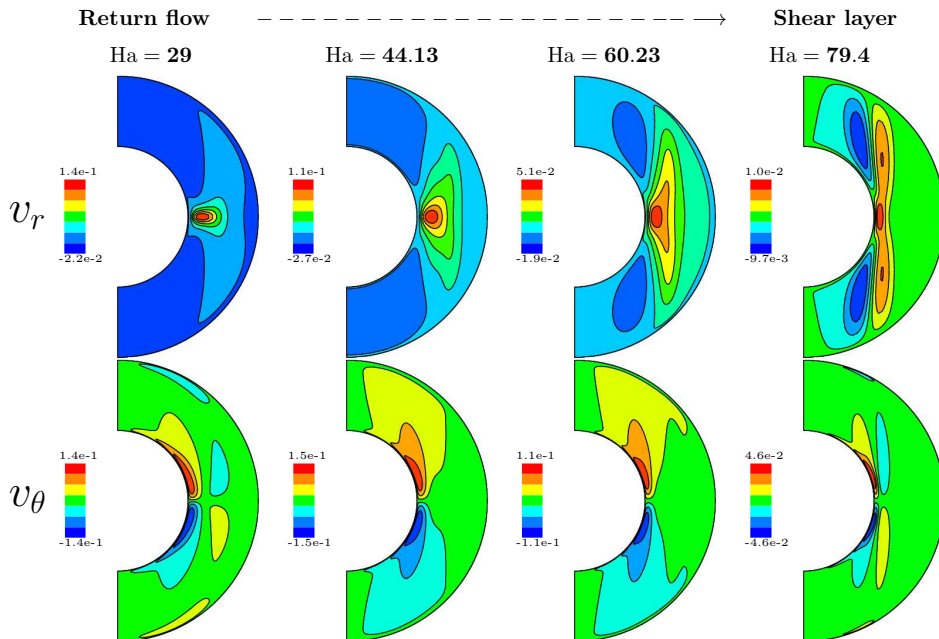 Return flow Shear layer
Ha = 29 Ha = 44.13 Ha = 60.23 Ha = 79.4
1.4e-1 1.1e-1 5.1e-2 1.0e-2
v_r
-2.2e-2 -2.7e-2 -1.9e-2 -9.7e-3
1.4e-1 1.5e-1 1.1e-1 4.6e-2
v_θ
-1.4e-1 -1.5e-1 -1.1e-1 -4.6e-2